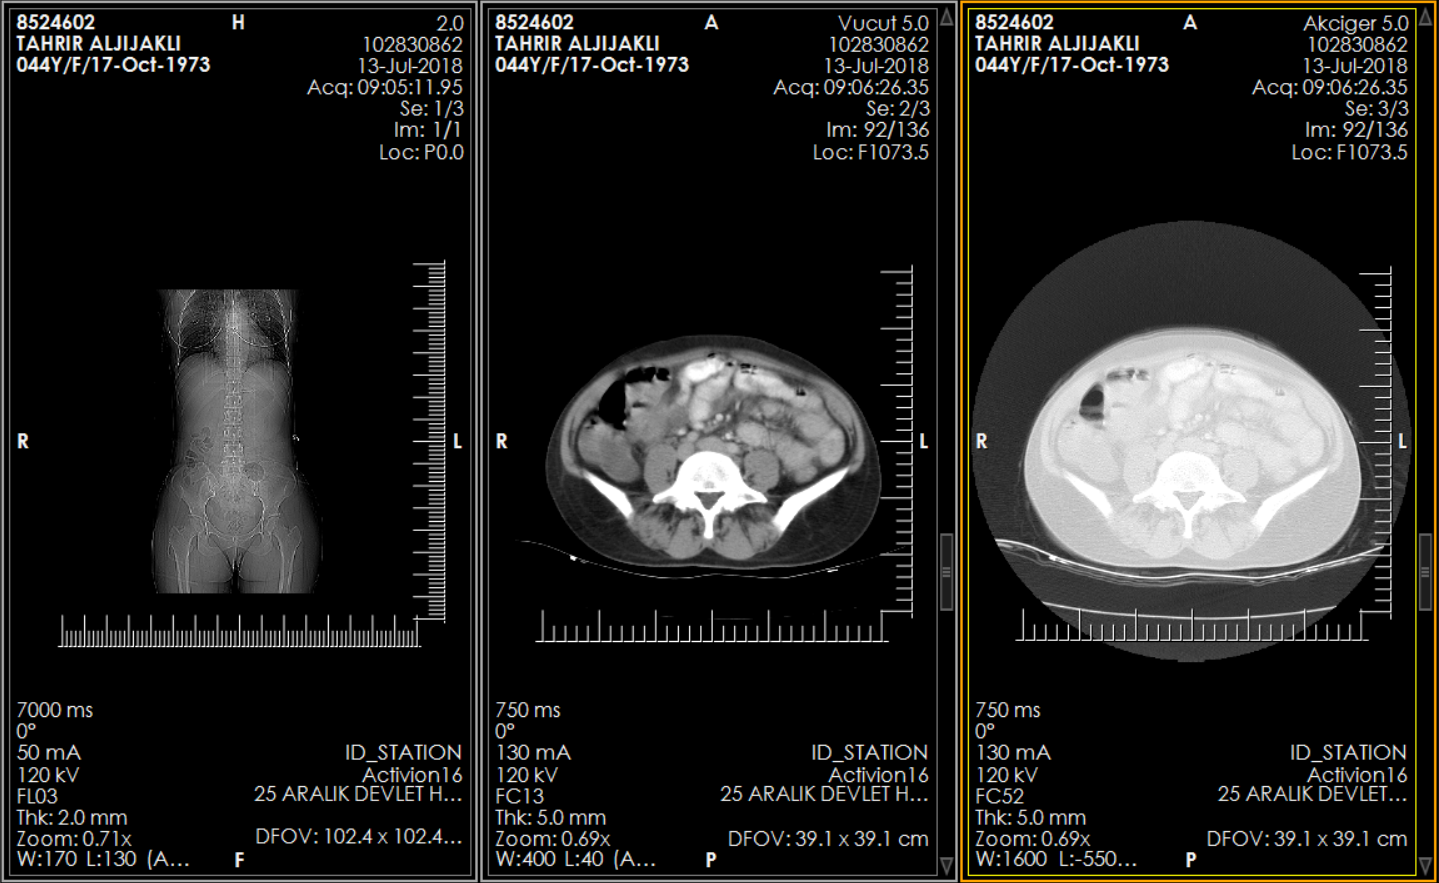 8524602
H
2.0
TAHRIR ALJIJAKLI
102830862
044Y/F/17-Oct-1973
13-Jul-2018
Acq: 09:05:11.95
Se: 1/3
Im: 1/1
Loc: P0.0
R
L
7000 ms
0°
50 mA
ID_STATION
120 kV
Activion16
FL03
25 ARALIK DEVLET H...
Thk: 2.0 mm
Zoom: 0.71x
DFOV: 102.4 x 102.4...
W:170 L:130 (A...
F
8524602
A
Vucut 5.0
TAHRIR ALJIJAKLI
102830862
044Y/F/17-Oct-1973
13-Jul-2018
Acq: 09:06:26.35
Se: 2/3
Im: 92/136
Loc: F1073.5
R
L
750 ms
0°
130 mA
ID_STATION
120 kV
Activion16
FC13
25 ARALIK DEVLET H...
Thk: 5.0 mm
Zoom: 0.69x
DFOV: 39.1 x 39.1 cm
W:400 L:40 (A...
P
8524602
A
Akciger 5.0
TAHRIR ALJIJAKLI
102830862
044Y/F/17-Oct-1973
13-Jul-2018
Acq: 09:06:26.35
Se: 3/3
Im: 92/136
Loc: F1073.5
R
L
750 ms
0°
130 mA
ID_STATION
120 kV
Activion16
FC52
25 ARALIK DEVLET...
Thk: 5.0 mm
Zoom: 0.69x
DFOV: 39.1 x 39.1 cm
W:1600 L:-550...
P